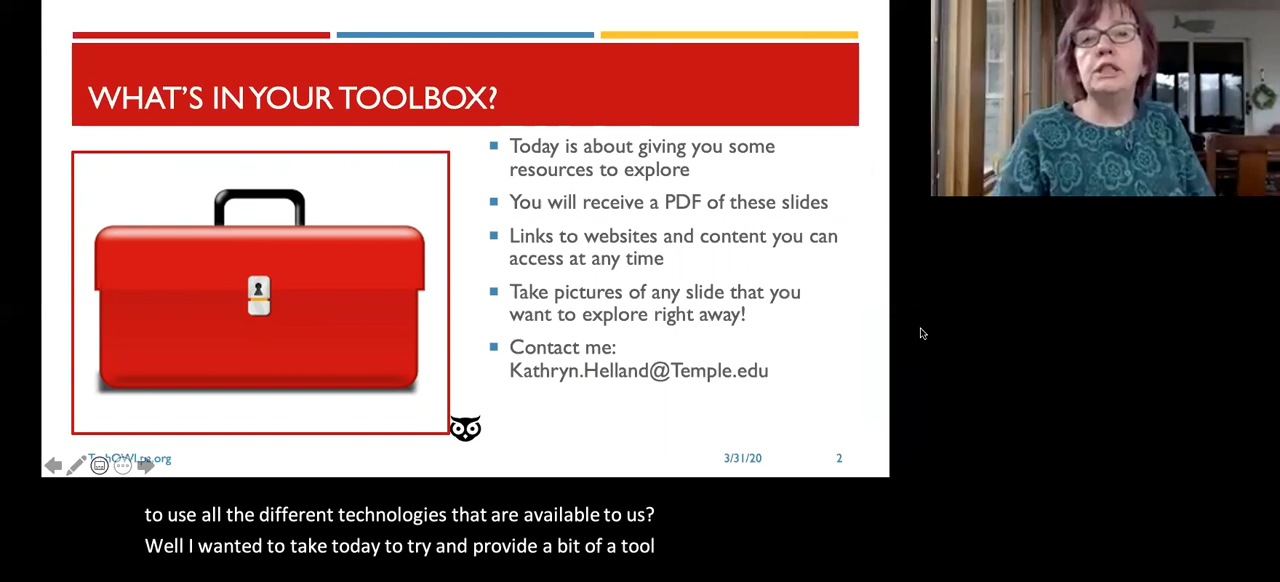 WHAT'S IN YOUR TOOLBOX?
Today is about giving you some
resources to explore
You will receive a PDF of these slides
Links to websites and content you can
access at any time
Take pictures of any slide that you
want to explore right away!
Contact me:
Kathryn.Helland@Temple.edu
TechOWLpa.org
3/31/20
2
to use all the different technologies that are available to us?
Well I wanted to take today to try and provide a bit of a tool